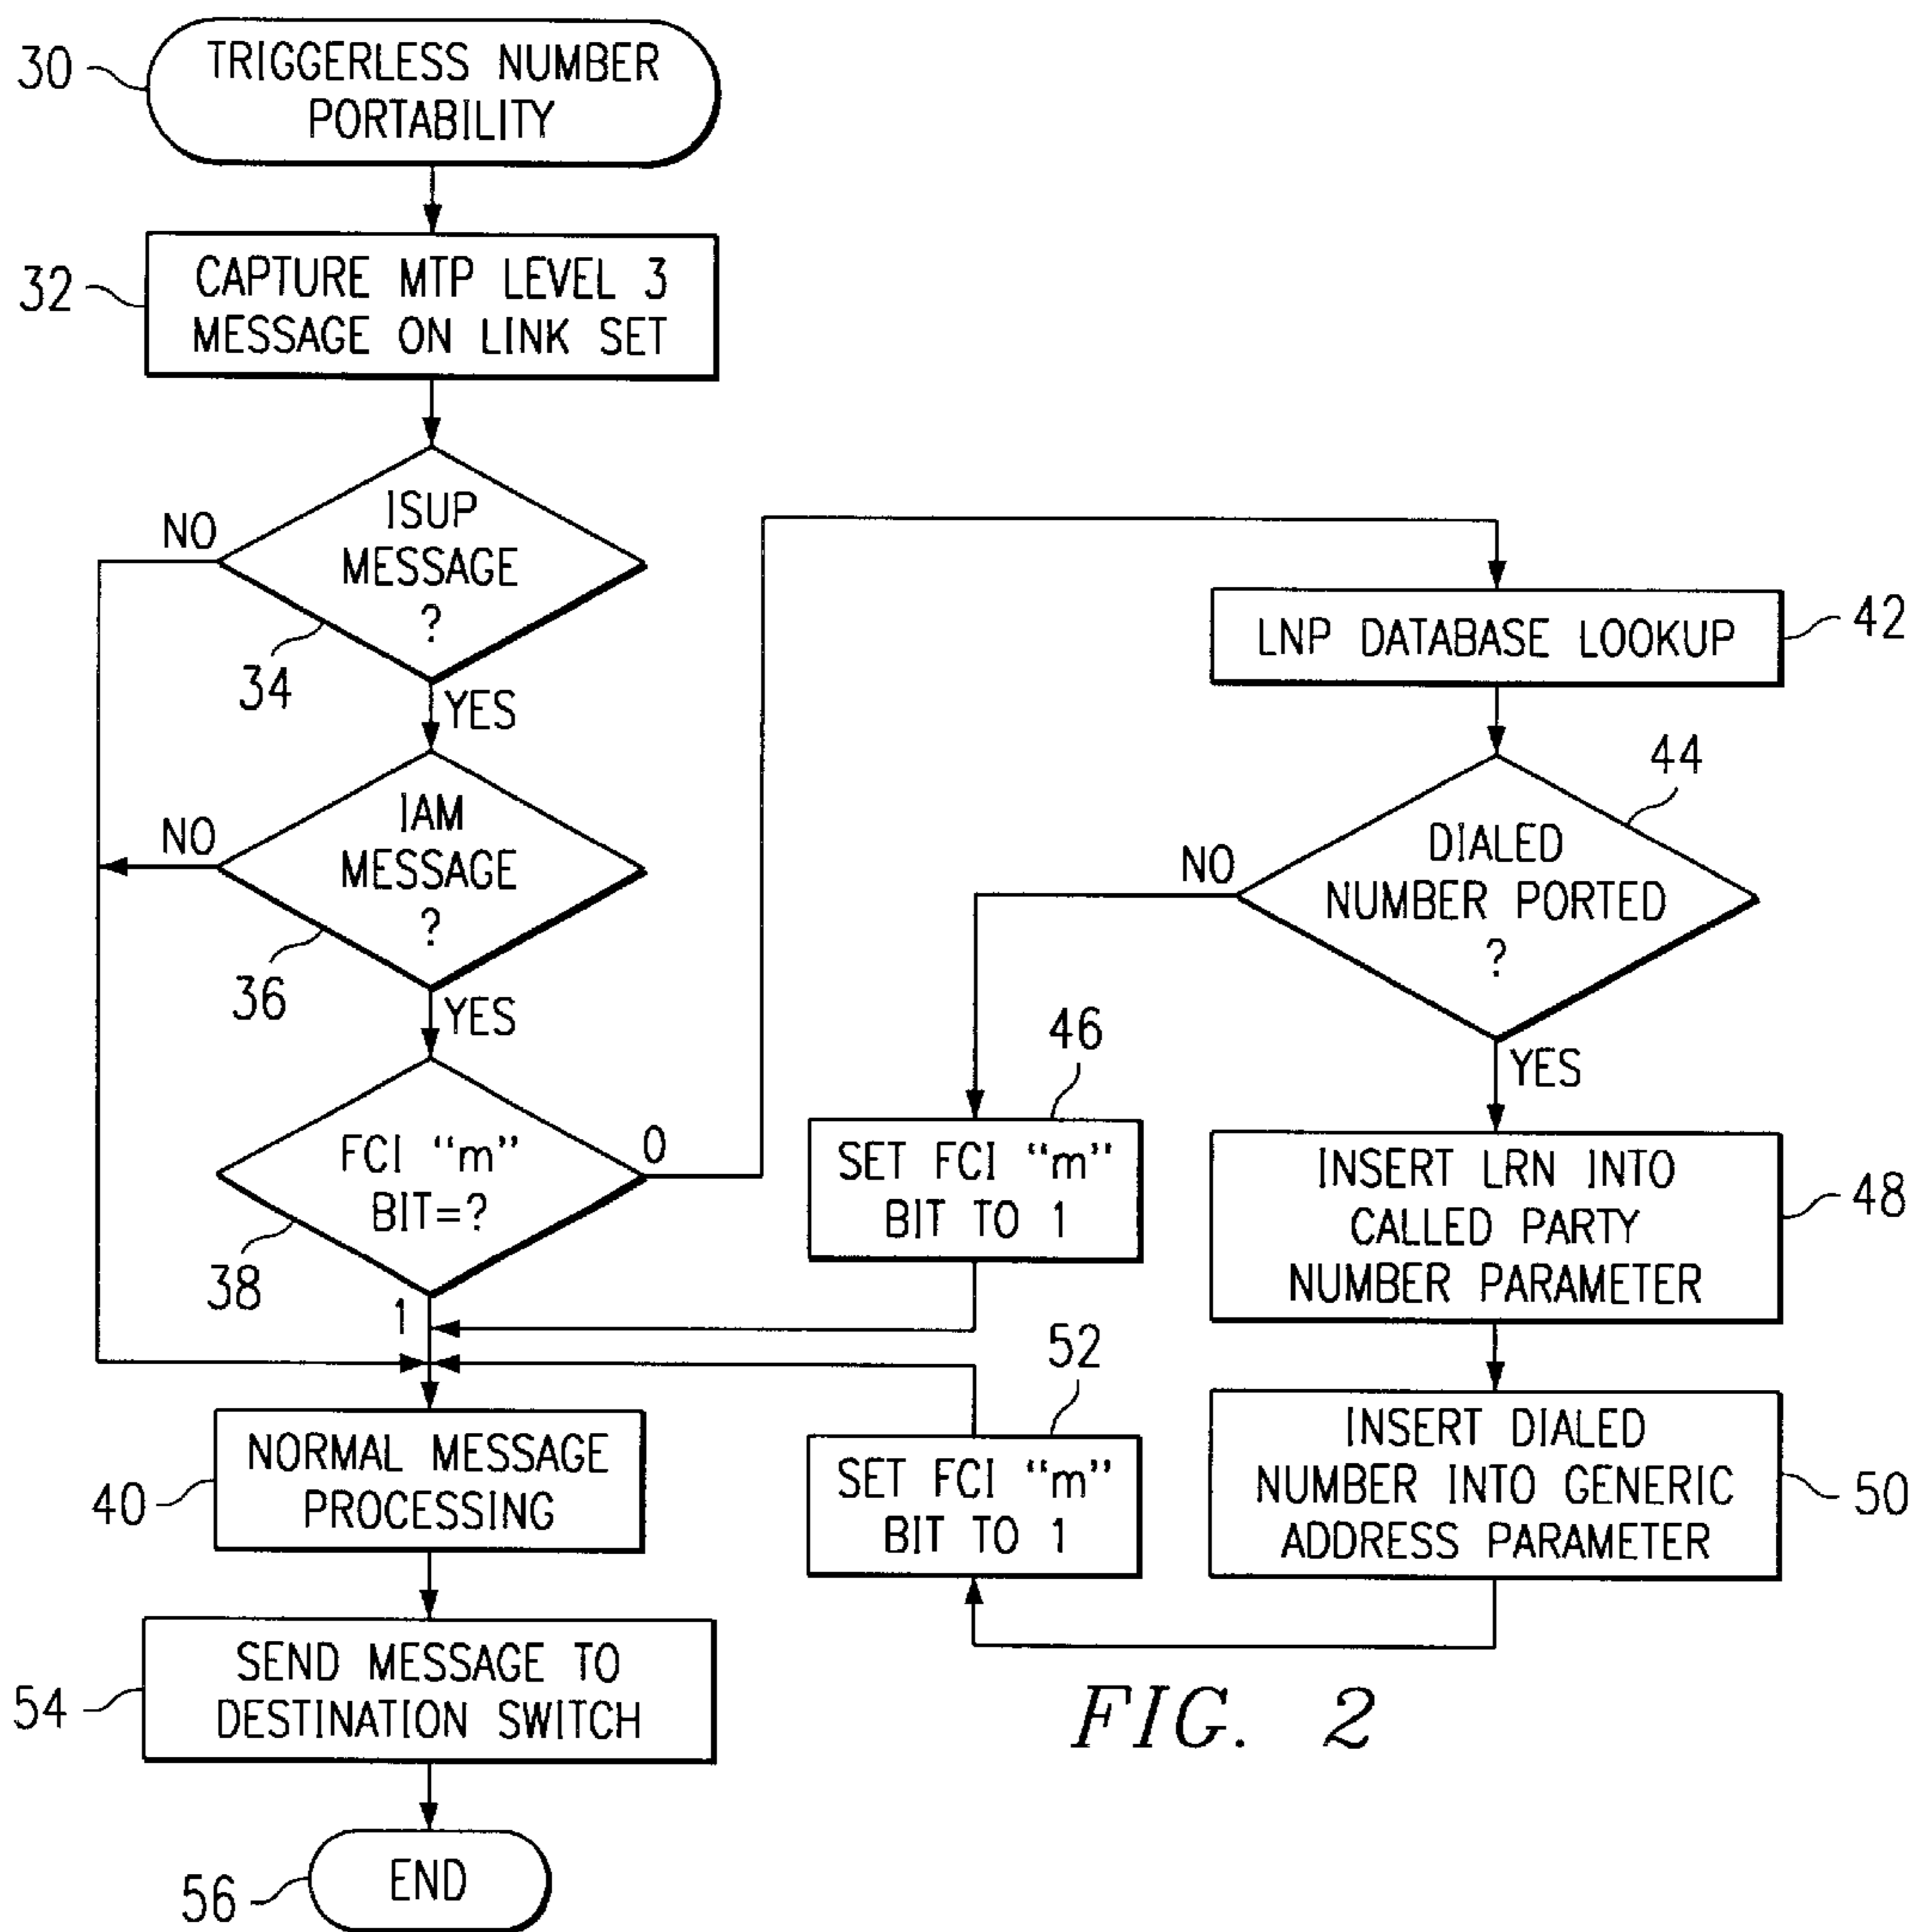 30
TRIGGERLESS NUMBER
PORTABILITY
32
CAPTURE MTP LEVEL 3
MESSAGE ON LINK SET
NO
ISUP
MESSAGE
?
34
YES
NO
IAM
MESSAGE
?
36
YES
FCI “m”
BIT=?
0
38
1
40
NORMAL MESSAGE
PROCESSING
54
SEND MESSAGE TO
DESTINATION SWITCH
56
END
LNP DATABASE LOOKUP
42
44
NO
DIALED
NUMBER PORTED
?
YES
46
SET FCI “m”
BIT TO 1
INSERT LRN INTO
CALLED PARTY
NUMBER PARAMETER
48
52
SET FCI “m”
BIT TO 1
INSERT DIALED
NUMBER INTO GENERIC
ADDRESS PARAMETER
50
FIG. 2